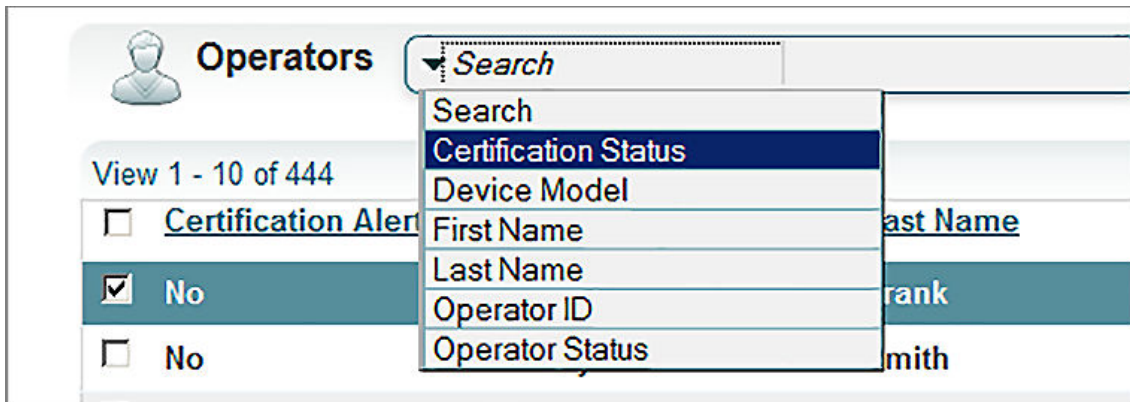 Operators
Search
Search
Certification Status
Device Model
First Name
Last Name
Operator ID
Operator Status
View 1 - 10 of 444
Certification Alert ast Name
No rank
No mith